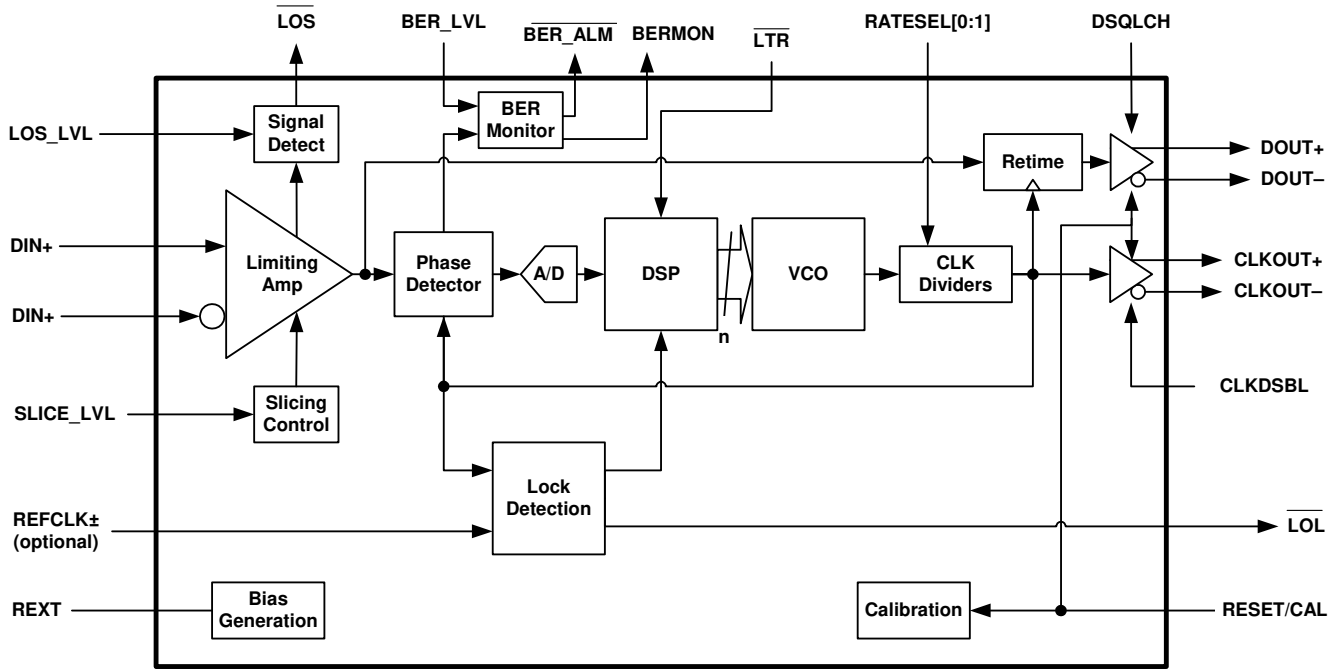 LOS
BER_LVL
BER_ALM
BERMON
LTR
RATESEL[0:1]
DSQLCH
LOS_LVL
Signal
Detect
BER
Monitor
Retime
DOUT+
DOUT–
DIN+
Limiting
Amp
Phase
Detector
A/D
DSP
n
VCO
CLK
Dividers
CLKOUT+
CLKOUT–
DIN+
SLICE_LVL
Slicing
Control
CLKDSBL
Lock
Detection
REFCLK±
(optional)
LOL
REXT
Bias
Generation
Calibration
RESET/CAL